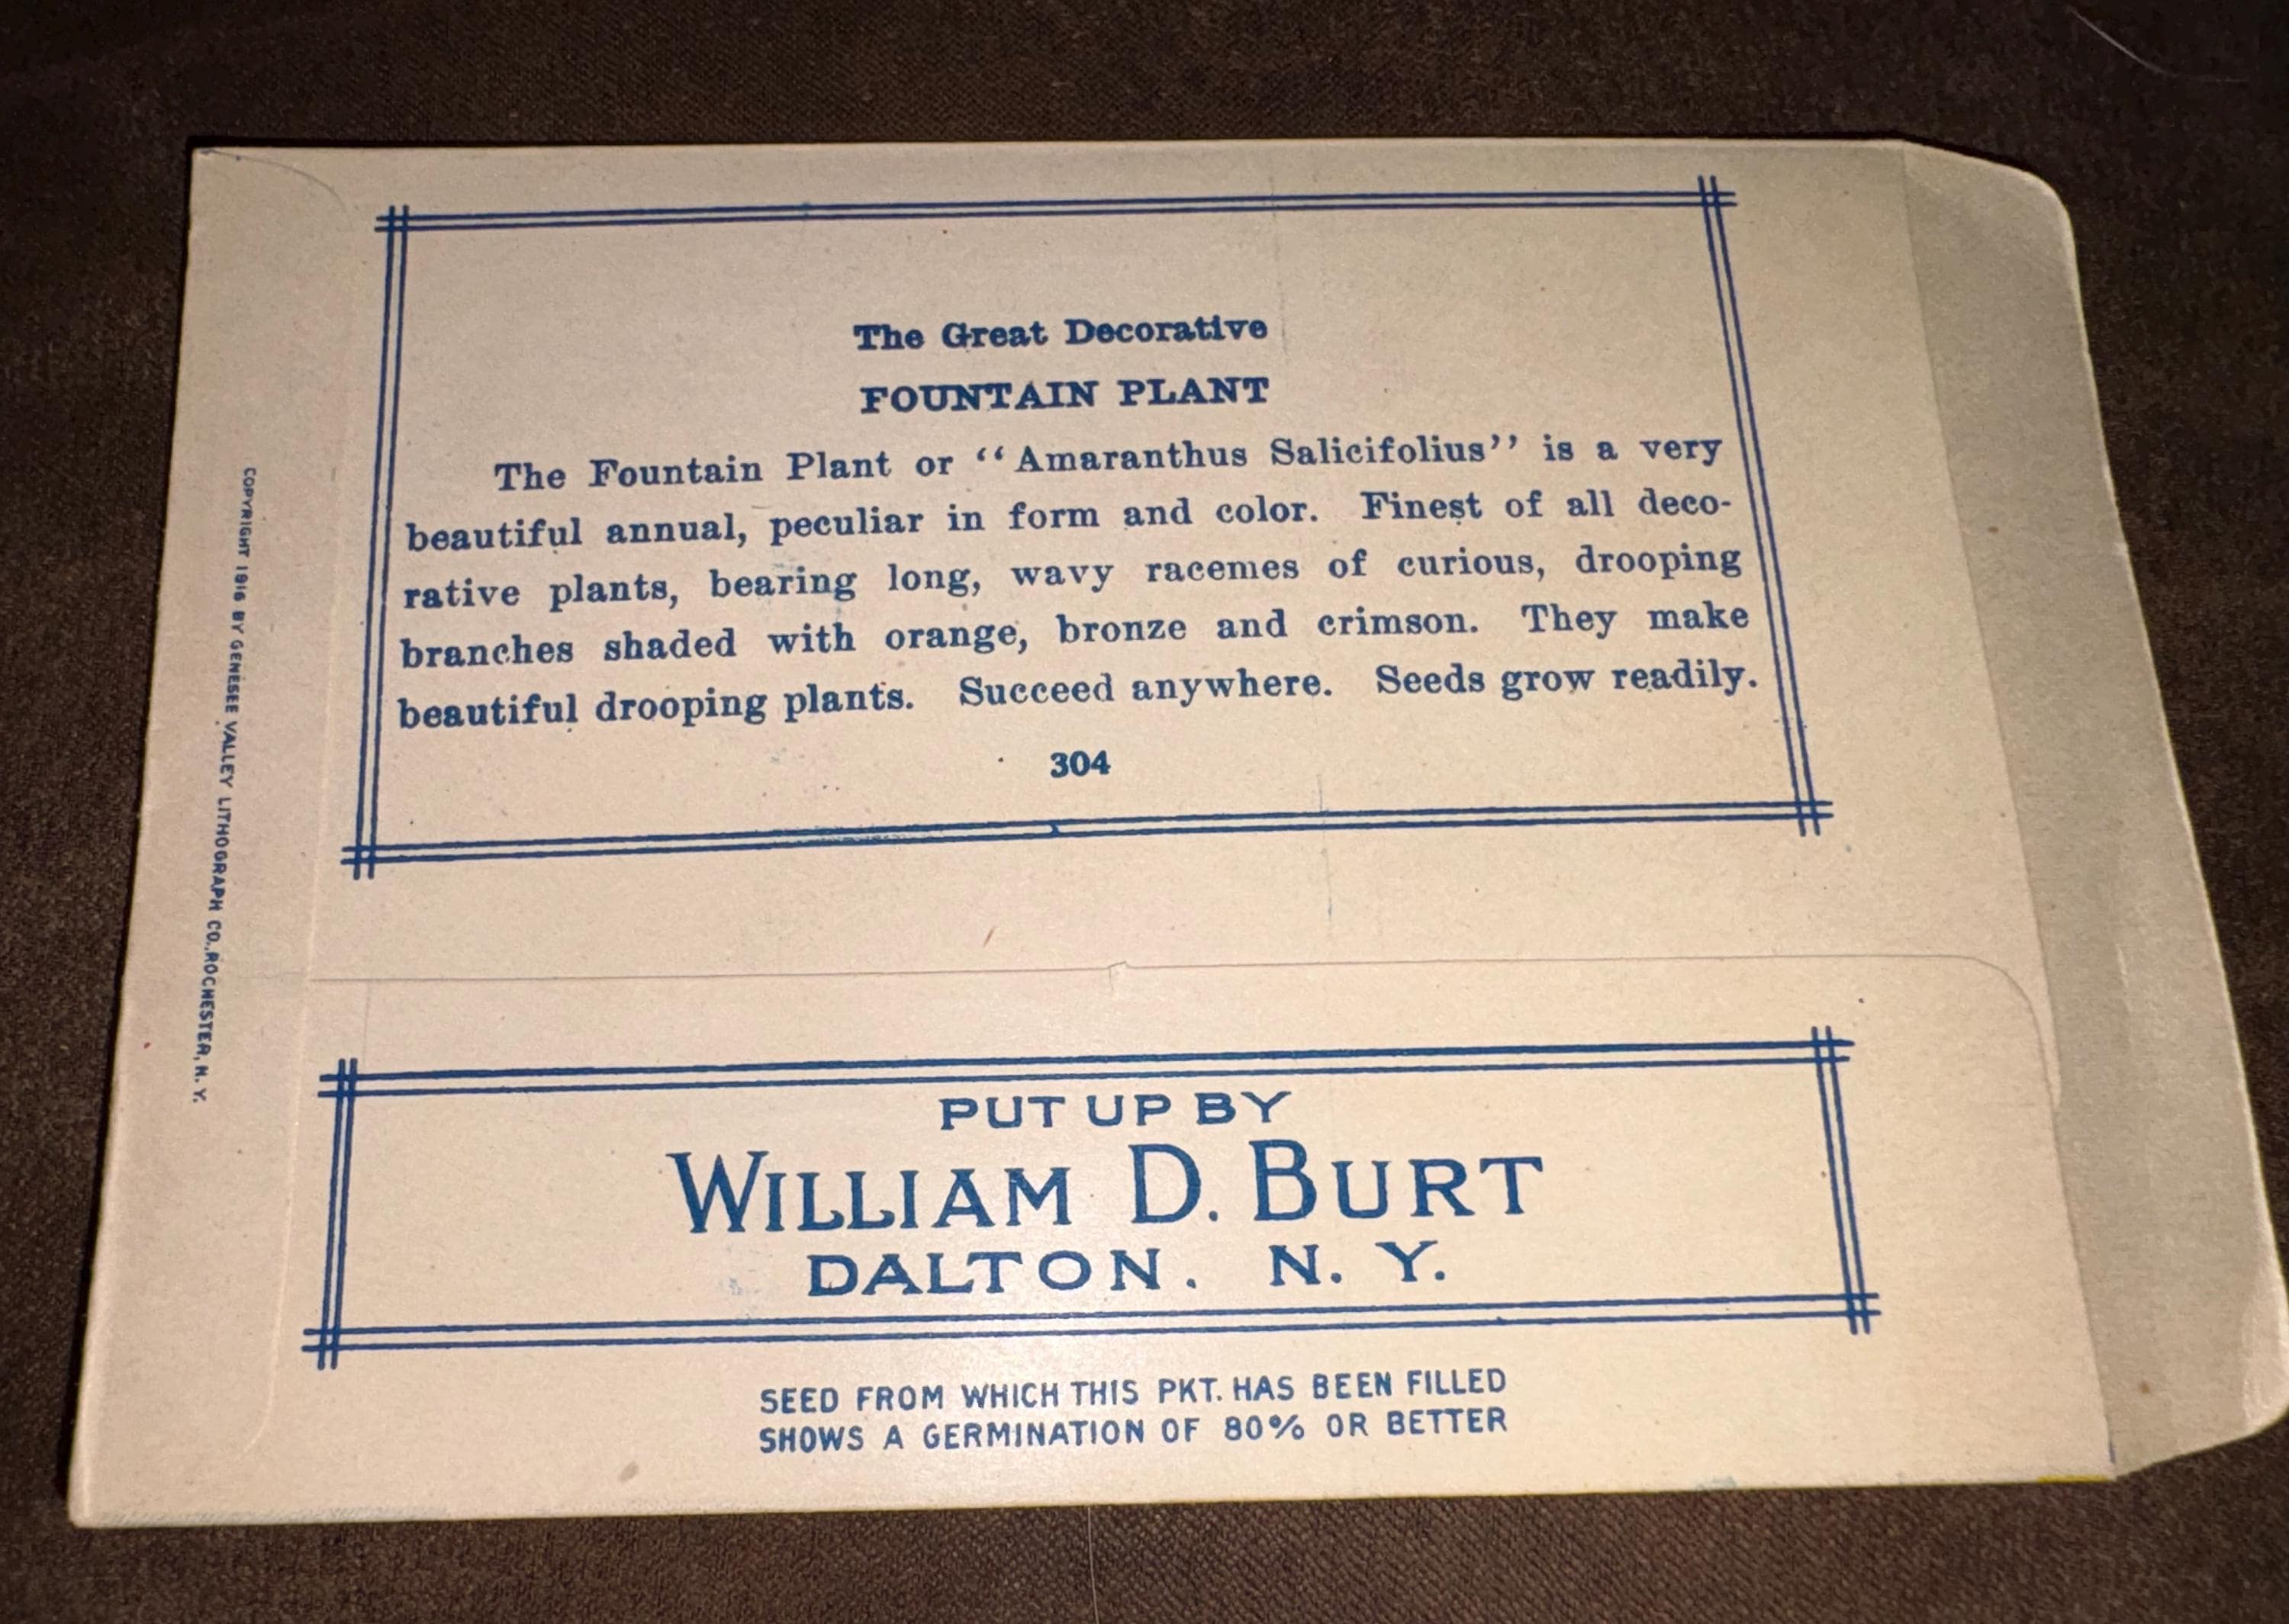 The Great Decorative
FOUNTAIN PLANT
The Fountain Plant or “Amaranthus Salicifolius” is a very
beautiful annual, peculiar in form and color. Finest of all deco-
rative plants, bearing long, wavy racemes of curious, drooping
branches shaded with orange, bronze and crimson. They make
beautiful drooping plants. Succeed anywhere. Seeds grow readily.
304
COPYRIGHT 1916 BY GENESEE VALLEY LITHOGRAPH CO., ROCHESTER, N. Y.
PUT UP BY
WILLIAM D. BURT
DALTON. N. Y.
SEED FROM WHICH THIS PKT. HAS BEEN FILLED
SHOWS A GERMINATION OF 80% OR BETTER